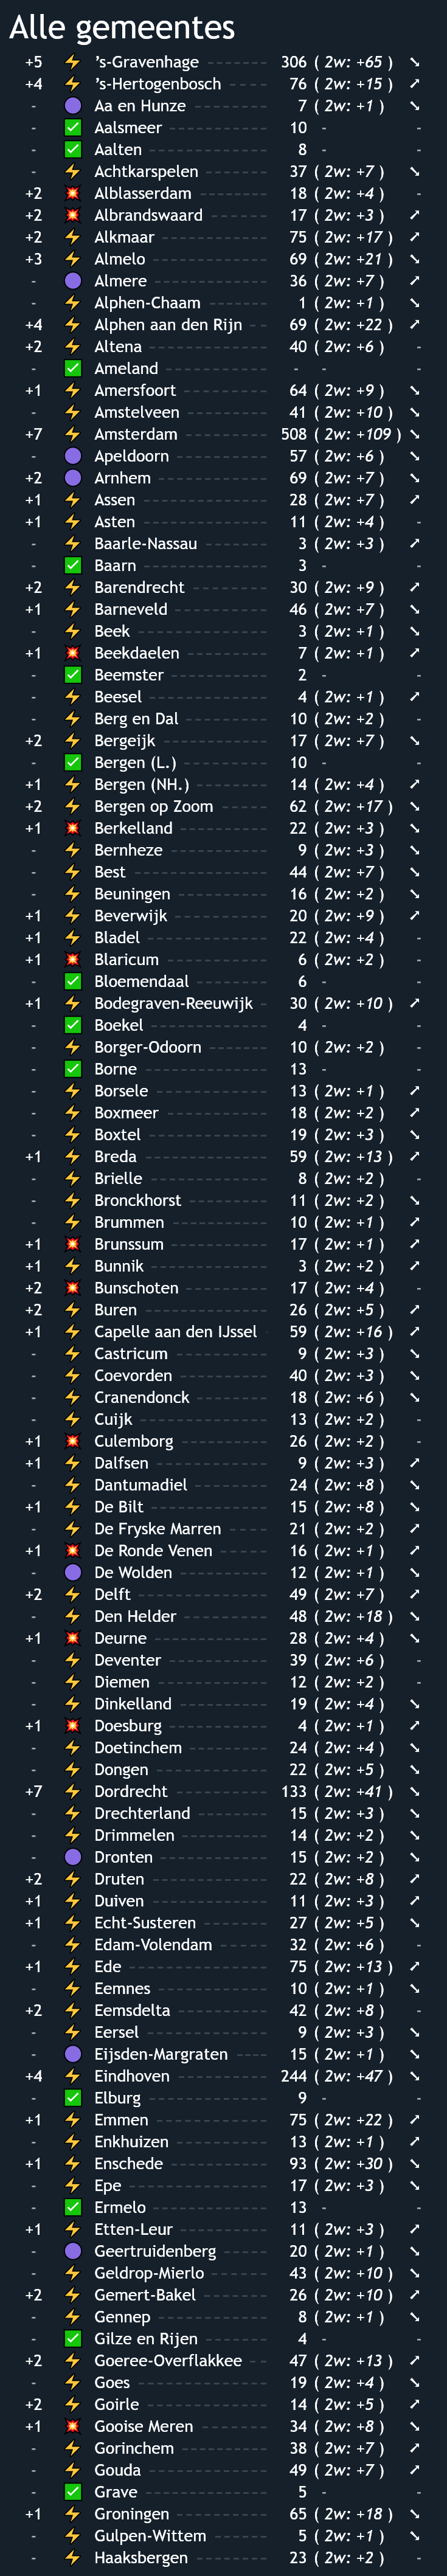 Alle gemeentes
+5 ⚡ ’s-Gravenhage 306 ( 2w: +65 ) ➘
+4 ⚡ ’s-Hertogenbosch 76 ( 2w: +15 ) ➚
- 🟣 Aa en Hunze 7 ( 2w: +1 ) ➘
- ✅ Aalsmeer 10 - -
- ✅ Aalten 8 - -
- ⚡ Achtkarspelen 37 ( 2w: +7 ) ➘
+2 💥 Alblasserdam 18 ( 2w: +4 ) -
+2 💥 Albrandswaard 17 ( 2w: +3 ) ➚
+2 ⚡ Alkmaar 75 ( 2w: +17 ) ➚
+3 ⚡ Almelo 69 ( 2w: +21 ) ➘
- 🟣 Almere 36 ( 2w: +7 ) ➚
- ⚡ Alphen-Chaam 1 ( 2w: +1 ) ➘
+4 ⚡ Alphen aan den Rijn 69 ( 2w: +22 ) ➚
+2 ⚡ Altena 40 ( 2w: +6 ) -
- ✅ Ameland - - -
+1 ⚡ Amersfoort 64 ( 2w: +9 ) ➘
- ⚡ Amstelveen 41 ( 2w: +10 ) ➘
+7 ⚡ Amsterdam 508 ( 2w: +109 ) ➘
- 🟣 Apeldoorn 57 ( 2w: +6 ) ➘
+2 🟣 Arnhem 69 ( 2w: +7 ) ➘
+1 ⚡ Assen 28 ( 2w: +7 ) ➚
+1 ⚡ Asten 11 ( 2w: +4 ) -
- ⚡ Baarle-Nassau 3 ( 2w: +3 ) ➚
- ✅ Baarn 3 - -
+2 ⚡ Barendrecht 30 ( 2w: +9 ) ➚
+1 ⚡ Barneveld 46 ( 2w: +7 ) ➘
- ⚡ Beek 3 ( 2w: +1 ) ➘
+1 💥 Beekdaelen 7 ( 2w: +1 ) ➚
- ✅ Beemster 2 - -
- ⚡ Beesel 4 ( 2w: +1 ) ➚
- ⚡ Berg en Dal 10 ( 2w: +2 ) -
+2 ⚡ Bergeijk 17 ( 2w: +7 ) ➘
- ✅ Bergen (L.) 10 - -
+1 ⚡ Bergen (NH.) 14 ( 2w: +4 ) ➚
+2 ⚡ Bergen op Zoom 62 ( 2w: +17 ) ➘
+1 💥 Berkelland 22 ( 2w: +3 ) ➘
- ⚡ Bernheze 9 ( 2w: +3 ) ➘
- ⚡ Best 44 ( 2w: +7 ) ➘
- ⚡ Beuningen 16 ( 2w: +2 ) ➘
+1 ⚡ Beverwijk 20 ( 2w: +9 ) ➚
+1 ⚡ Bladel 22 ( 2w: +4 ) -
+1 💥 Blaricum 6 ( 2w: +2 ) -
- ✅ Bloemendaal 6 - -
+1 ⚡ Bodegraven-Reeuwijk 30 ( 2w: +10 ) ➚
- ✅ Boekel 4 - -
- ⚡ Borger-Odoorn 10 ( 2w: +2 ) -
- ✅ Borne 13 - -
- ⚡ Borsele 13 ( 2w: +1 ) ➚
- ⚡ Boxmeer 18 ( 2w: +2 ) ➚
- ⚡ Boxtel 19 ( 2w: +3 ) ➘
+1 ⚡ Breda 59 ( 2w: +13 ) ➚
- ⚡ Brielle 8 ( 2w: +2 ) -
- ⚡ Bronckhorst 11 ( 2w: +2 ) ➘
- ⚡ Brummen 10 ( 2w: +1 ) ➚
+1 💥 Brunssum 17 ( 2w: +1 ) ➚
+1 ⚡ Bunnik 3 ( 2w: +2 ) ➚
+2 💥 Bunschoten 17 ( 2w: +4 ) -
+2 ⚡ Buren 26 ( 2w: +5 ) ➚
+1 ⚡ Capelle aan den IJssel 59 ( 2w: +16 ) ➚
- ⚡ Castricum 9 ( 2w: +3 ) ➘
- ⚡ Coevorden 40 ( 2w: +3 ) ➘
- ⚡ Cranendonck 18 ( 2w: +6 ) ➘
- ⚡ Cuijk 13 ( 2w: +2 ) -
+1 💥 Culemborg 26 ( 2w: +2 ) -
+1 ⚡ Dalfsen 9 ( 2w: +3 ) ➚
- ⚡ Dantumadiel 24 ( 2w: +8 ) ➘
+1 ⚡ De Bilt 15 ( 2w: +8 ) ➘
- ⚡ De Fryske Marren 21 ( 2w: +2 ) ➚
+1 💥 De Ronde Venen 16 ( 2w: +1 ) ➚
- 🟣 De Wolden 12 ( 2w: +1 ) ➘
+2 ⚡ Delft 49 ( 2w: +7 ) ➚
- ⚡ Den Helder 48 ( 2w: +18 ) ➘
+1 💥 Deurne 28 ( 2w: +4 ) ➘
- ⚡ Deventer 39 ( 2w: +6 ) -
- ⚡ Diemen 12 ( 2w: +2 ) -
- ⚡ Dinkelland 19 ( 2w: +4 ) ➘
+1 💥 Doesburg 4 ( 2w: +1 ) ➚
- ⚡ Doetinchem 24 ( 2w: +4 ) ➘
- ⚡ Dongen 22 ( 2w: +5 ) ➘
+7 ⚡ Dordrecht 133 ( 2w: +41 ) ➘
- ⚡ Drechterland 15 ( 2w: +3 ) ➘
- ⚡ Drimmelen 14 ( 2w: +2 ) ➘
- 🟣 Dronten 15 ( 2w: +2 ) ➘
+2 ⚡ Druten 22 ( 2w: +8 ) ➚
+1 ⚡ Duiven 11 ( 2w: +3 ) ➚
+1 ⚡ Echt-Susteren 27 ( 2w: +5 ) ➘
- ⚡ Edam-Volendam 32 ( 2w: +6 ) -
+1 ⚡ Ede 75 ( 2w: +13 ) ➚
- ⚡ Eemnes 10 ( 2w: +1 ) ➘
+2 ⚡ Eemsdelta 42 ( 2w: +8 ) -
- ⚡ Eersel 9 ( 2w: +3 ) ➘
- 🟣 Eijsden-Margraten 15 ( 2w: +1 ) ➘
+4 ⚡ Eindhoven 244 ( 2w: +47 ) ➘
- ✅ Elburg 9 - -
+1 ⚡ Emmen 75 ( 2w: +22 ) ➚
- ⚡ Enkhuizen 13 ( 2w: +1 ) ➚
+1 ⚡ Enschede 93 ( 2w: +30 ) ➘
- ⚡ Epe 17 ( 2w: +3 ) ➘
- ✅ Ermelo 13 - -
+1 ⚡ Etten-Leur 11 ( 2w: +3 ) ➚
- 🟣 Geertruidenberg 20 ( 2w: +1 ) ➘
- ⚡ Geldrop-Mierlo 43 ( 2w: +10 ) ➘
+2 ⚡ Gemert-Bakel 26 ( 2w: +10 ) ➚
- ⚡ Gennep 8 ( 2w: +1 ) ➘
- ✅ Gilze en Rijen 4 - -
+2 ⚡ Goeree-Overflakkee 47 ( 2w: +13 ) ➚
- ⚡ Goes 19 ( 2w: +4 ) ➘
+2 ⚡ Goirle 14 ( 2w: +5 ) ➚
+1 💥 Gooise Meren 34 ( 2w: +8 ) ➘
- ⚡ Gorinchem 38 ( 2w: +7 ) ➚
- ⚡ Gouda 49 ( 2w: +7 ) ➚
- ✅ Grave 5 - -
+1 ⚡ Groningen 65 ( 2w: +18 ) ➘
- ⚡ Gulpen-Wittem 5 ( 2w: +1 ) ➘
- ⚡ Haaksbergen 23 ( 2w: +2 ) -